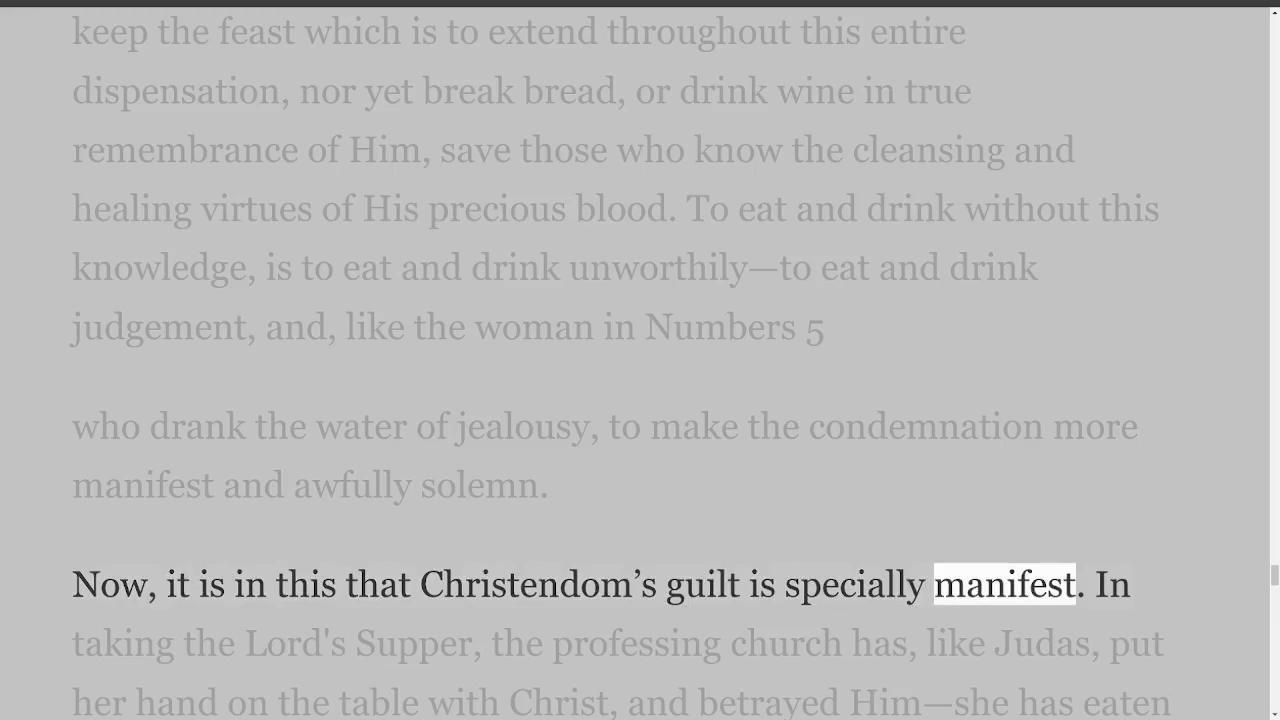 keep the feast which is to extend throughout this entire
dispensation, nor yet break bread, or drink wine in true
remembrance of Him, save those who know the cleansing and
healing virtues of His precious blood. To eat and drink without this
knowledge, is to eat and drink unworthily—to eat and drink
judgement, and, like the woman in Numbers 5
who drank the water of jealousy, to make the condemnation more
manifest and awfully solemn.
Now, it is in this that Christendom’s guilt is specially manifest. In
taking the Lord's Supper, the professing church has, like Judas, put
her hand on the table with Christ, and betrayed Him—she has eaten